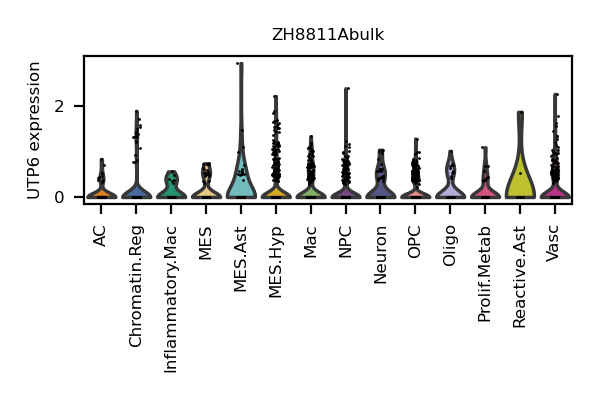 ZH8811Abulk
UTP6 expression
2
0
AC
Chromatin.Reg
Inflammatory.Mac
MES
MES.Ast
MES.Hyp
Mac
NPC
Neuron
OPC
Oligo
Prolif.Metab
Reactive.Ast
Vasc